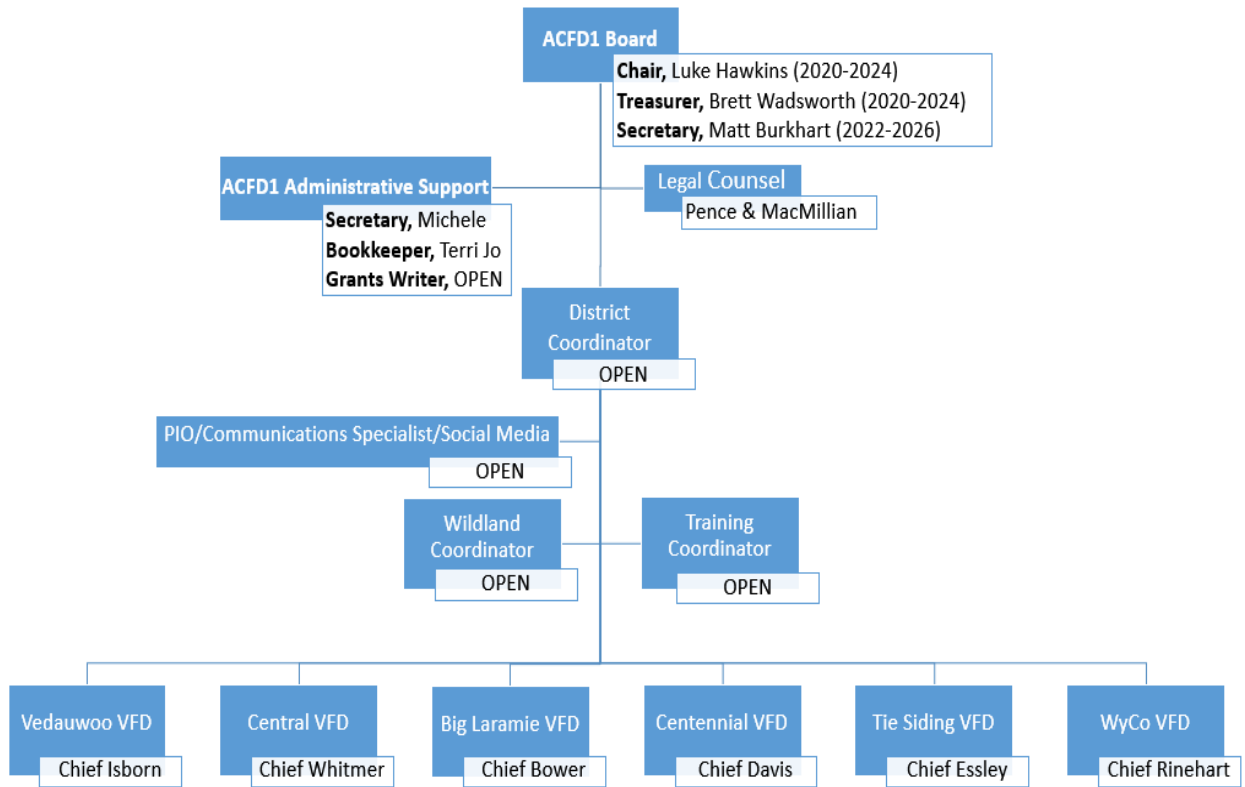 ACFD1 Board
Chair, Luke Hawkins (2020-2024)
Treasurer, Brett Wadsworth (2020-2024)
Secretary, Matt Burkhart (2022-2026)
ACFD1 Administrative Support
Secretary, Michele
Bookkeeper, Terri Jo
Grants Writer, OPEN
Legal Counsel
Pence & MacMillian
District
Coordinator
OPEN
PIO/Communications Specialist/Social Media
OPEN
Wildland
Coordinator
OPEN
Training
Coordinator
OPEN
Vedauwoo VFD
Chief Isborn
Central VFD
Chief Whitmer
Big Laramie VFD
Chief Bower
Centennial VFD
Chief Davis
Tie Siding VFD
Chief Essley
WyCo VFD
Chief Rinehart